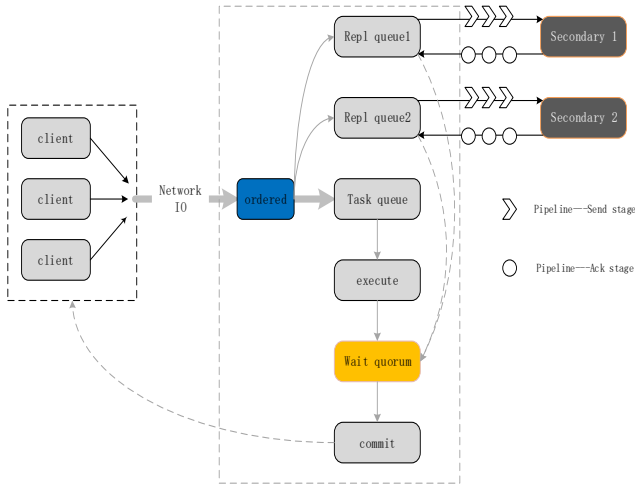 Repl queue1
Secondary 1
Repl queue2
Secondary 2
client
client
client
Network
IO
ordered
Task queue
Pipeline——Send stage
execute
Pipeline——Ack stage
Wait quorum
commit